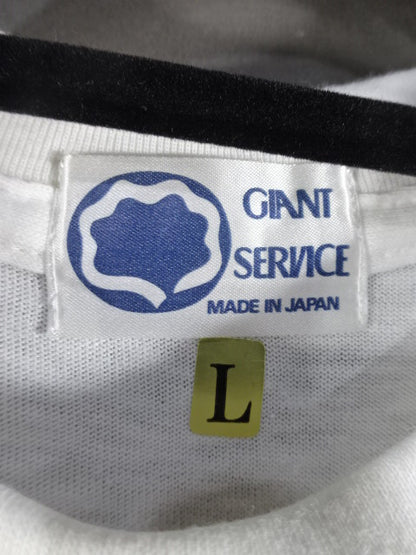 GIANT
SERVICE
MADE IN JAPAN
L